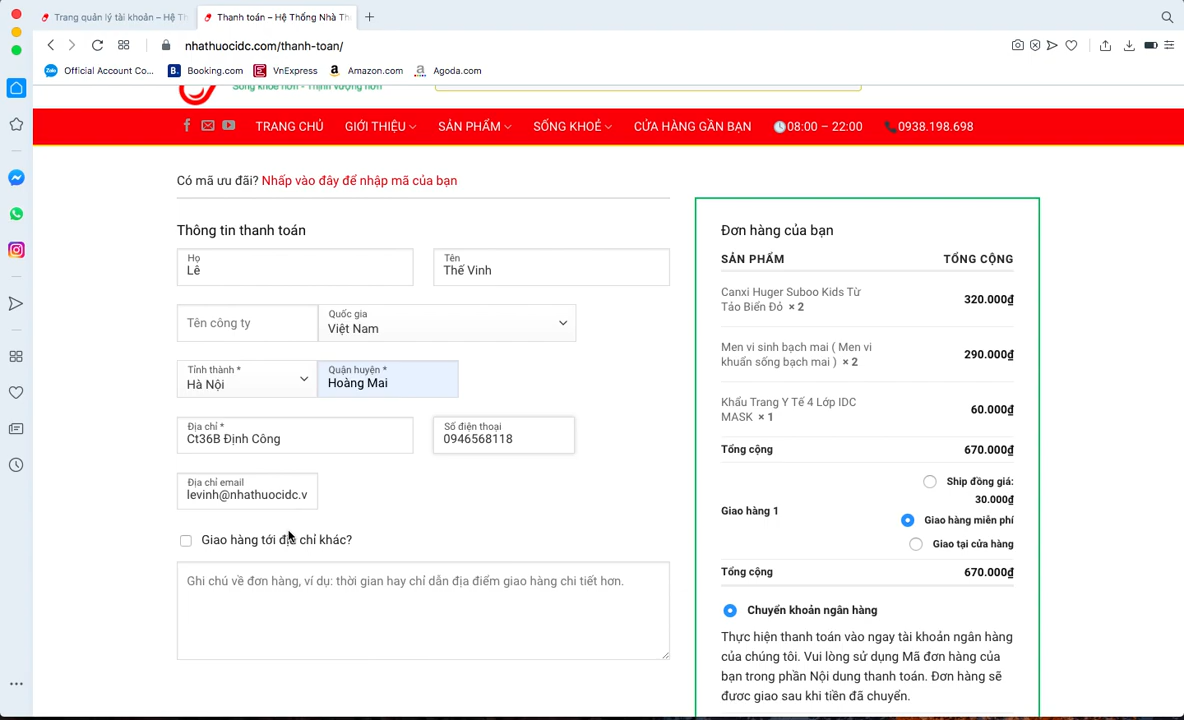 Trang quản lý tài khoản – Hệ Th
Thanh toán – Hệ Thống Nhà Th
nhathuocidc.com/thanh-toan/
Zalo
Official Account Co...
B.
Booking.com
VnExpress
a
Amazon.com
a
Agoda.com
Sống khoẻ hơn - Thịnh vượng hơn
TRANG CHỦ
GIỚI THIỆU
SẢN PHẨM
SỐNG KHOẺ
CỬA HÀNG GẦN BẠN
08:00 – 22:00
0938.198.698
Có mã ưu đãi? Nhấp vào đây để nhập mã của bạn
Thông tin thanh toán
Họ
Lê
Tên
Thế Vinh
Tên công ty
Quốc gia
Việt Nam
Tỉnh thành *
Hà Nội
Quận huyện *
Hoàng Mai
Địa chỉ *
Ct36B Định Công
Số điện thoại
0946568118
Địa chỉ email
levinh@nhathuocidc.v
Giao hàng tới địa chỉ khác?
Ghi chú về đơn hàng, ví dụ: thời gian hay chỉ dẫn địa điểm giao hàng chi tiết hơn.
Đơn hàng của bạn
SẢN PHẨM
TỔNG CỘNG
Canxi Huger Suboo Kids Từ
Tảo Biển Đỏ × 2
320.000₫
Men vi sinh bạch mai ( Men vi
khuẩn sống bạch mai ) × 2
290.000₫
Khẩu Trang Y Tế 4 Lớp IDC
MASK × 1
60.000₫
Tổng cộng
670.000₫
Giao hàng 1
Ship đồng giá:
30.000₫
Giao hàng miễn phí
Giao tại cửa hàng
Tổng cộng
670.000₫
Chuyển khoản ngân hàng
Thực hiện thanh toán vào ngay tài khoản ngân hàng
của chúng tôi. Vui lòng sử dụng Mã đơn hàng của
bạn trong phần Nội dung thanh toán. Đơn hàng sẽ
được giao sau khi tiền đã chuyển.